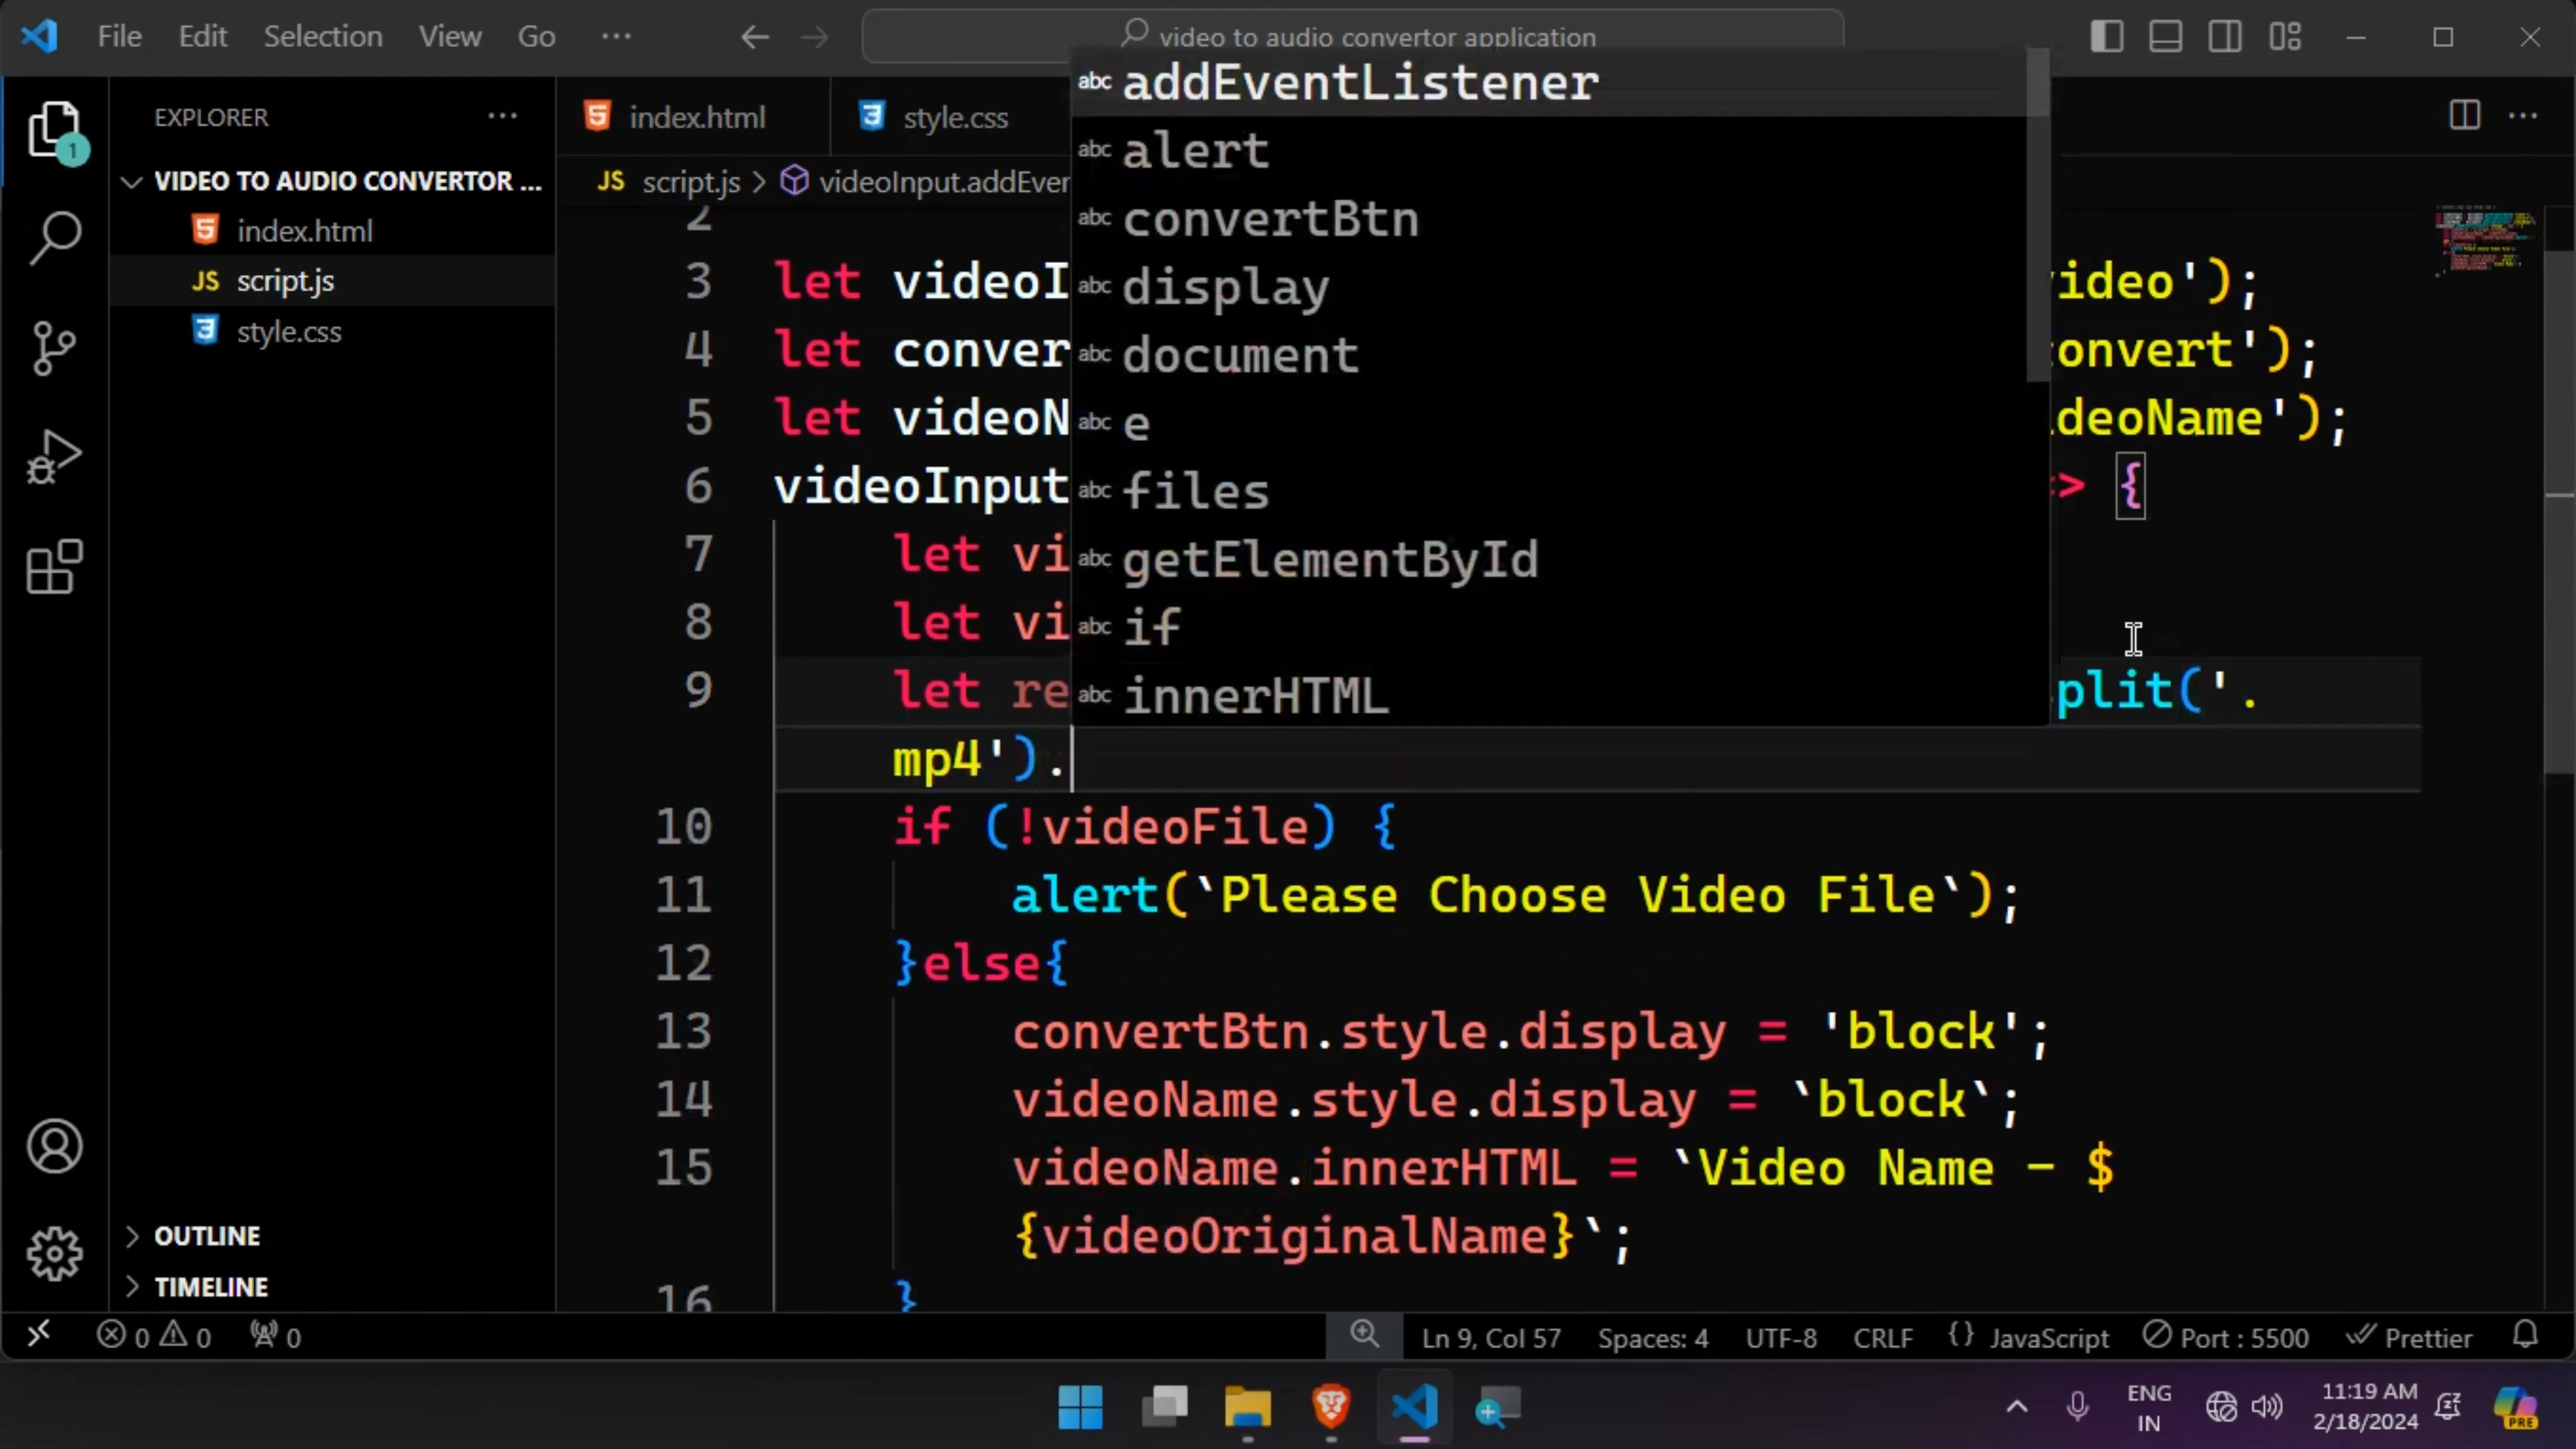 File Edit Selection View Go ··· video to audio convertor application
EXPLORER ···
VIDEO TO AUDIO CONVERTOR ...
index.html
JS script.js
style.css
OUTLINE
TIMELINE
index.html style.css
JS script.js > videoInput.addEver
2
3 let videoI ideo');
4 let conver onvert');
5 let videoN ideoName');
6 videoInput > {
7 let vi
8 let vi
9 let re plit('.
mp4').
10 if (!videoFile) {
11 alert(`Please Choose Video File`);
12 }else{
13 convertBtn.style.display = 'block';
14 videoName.style.display = `block`;
15 videoName.innerHTML = `Video Name - $
{videoOriginalName}`;
16 }
abc addEventListener
abc alert
abc convertBtn
abc display
abc document
abc e
abc files
abc getElementById
abc if
abc innerHTML
1
0 0 0 Ln 9, Col 57 Spaces: 4 UTF-8 CRLF {} JavaScript Port : 5500 Prettier
ENG
IN
11:19 AM
2/18/2024
PRE